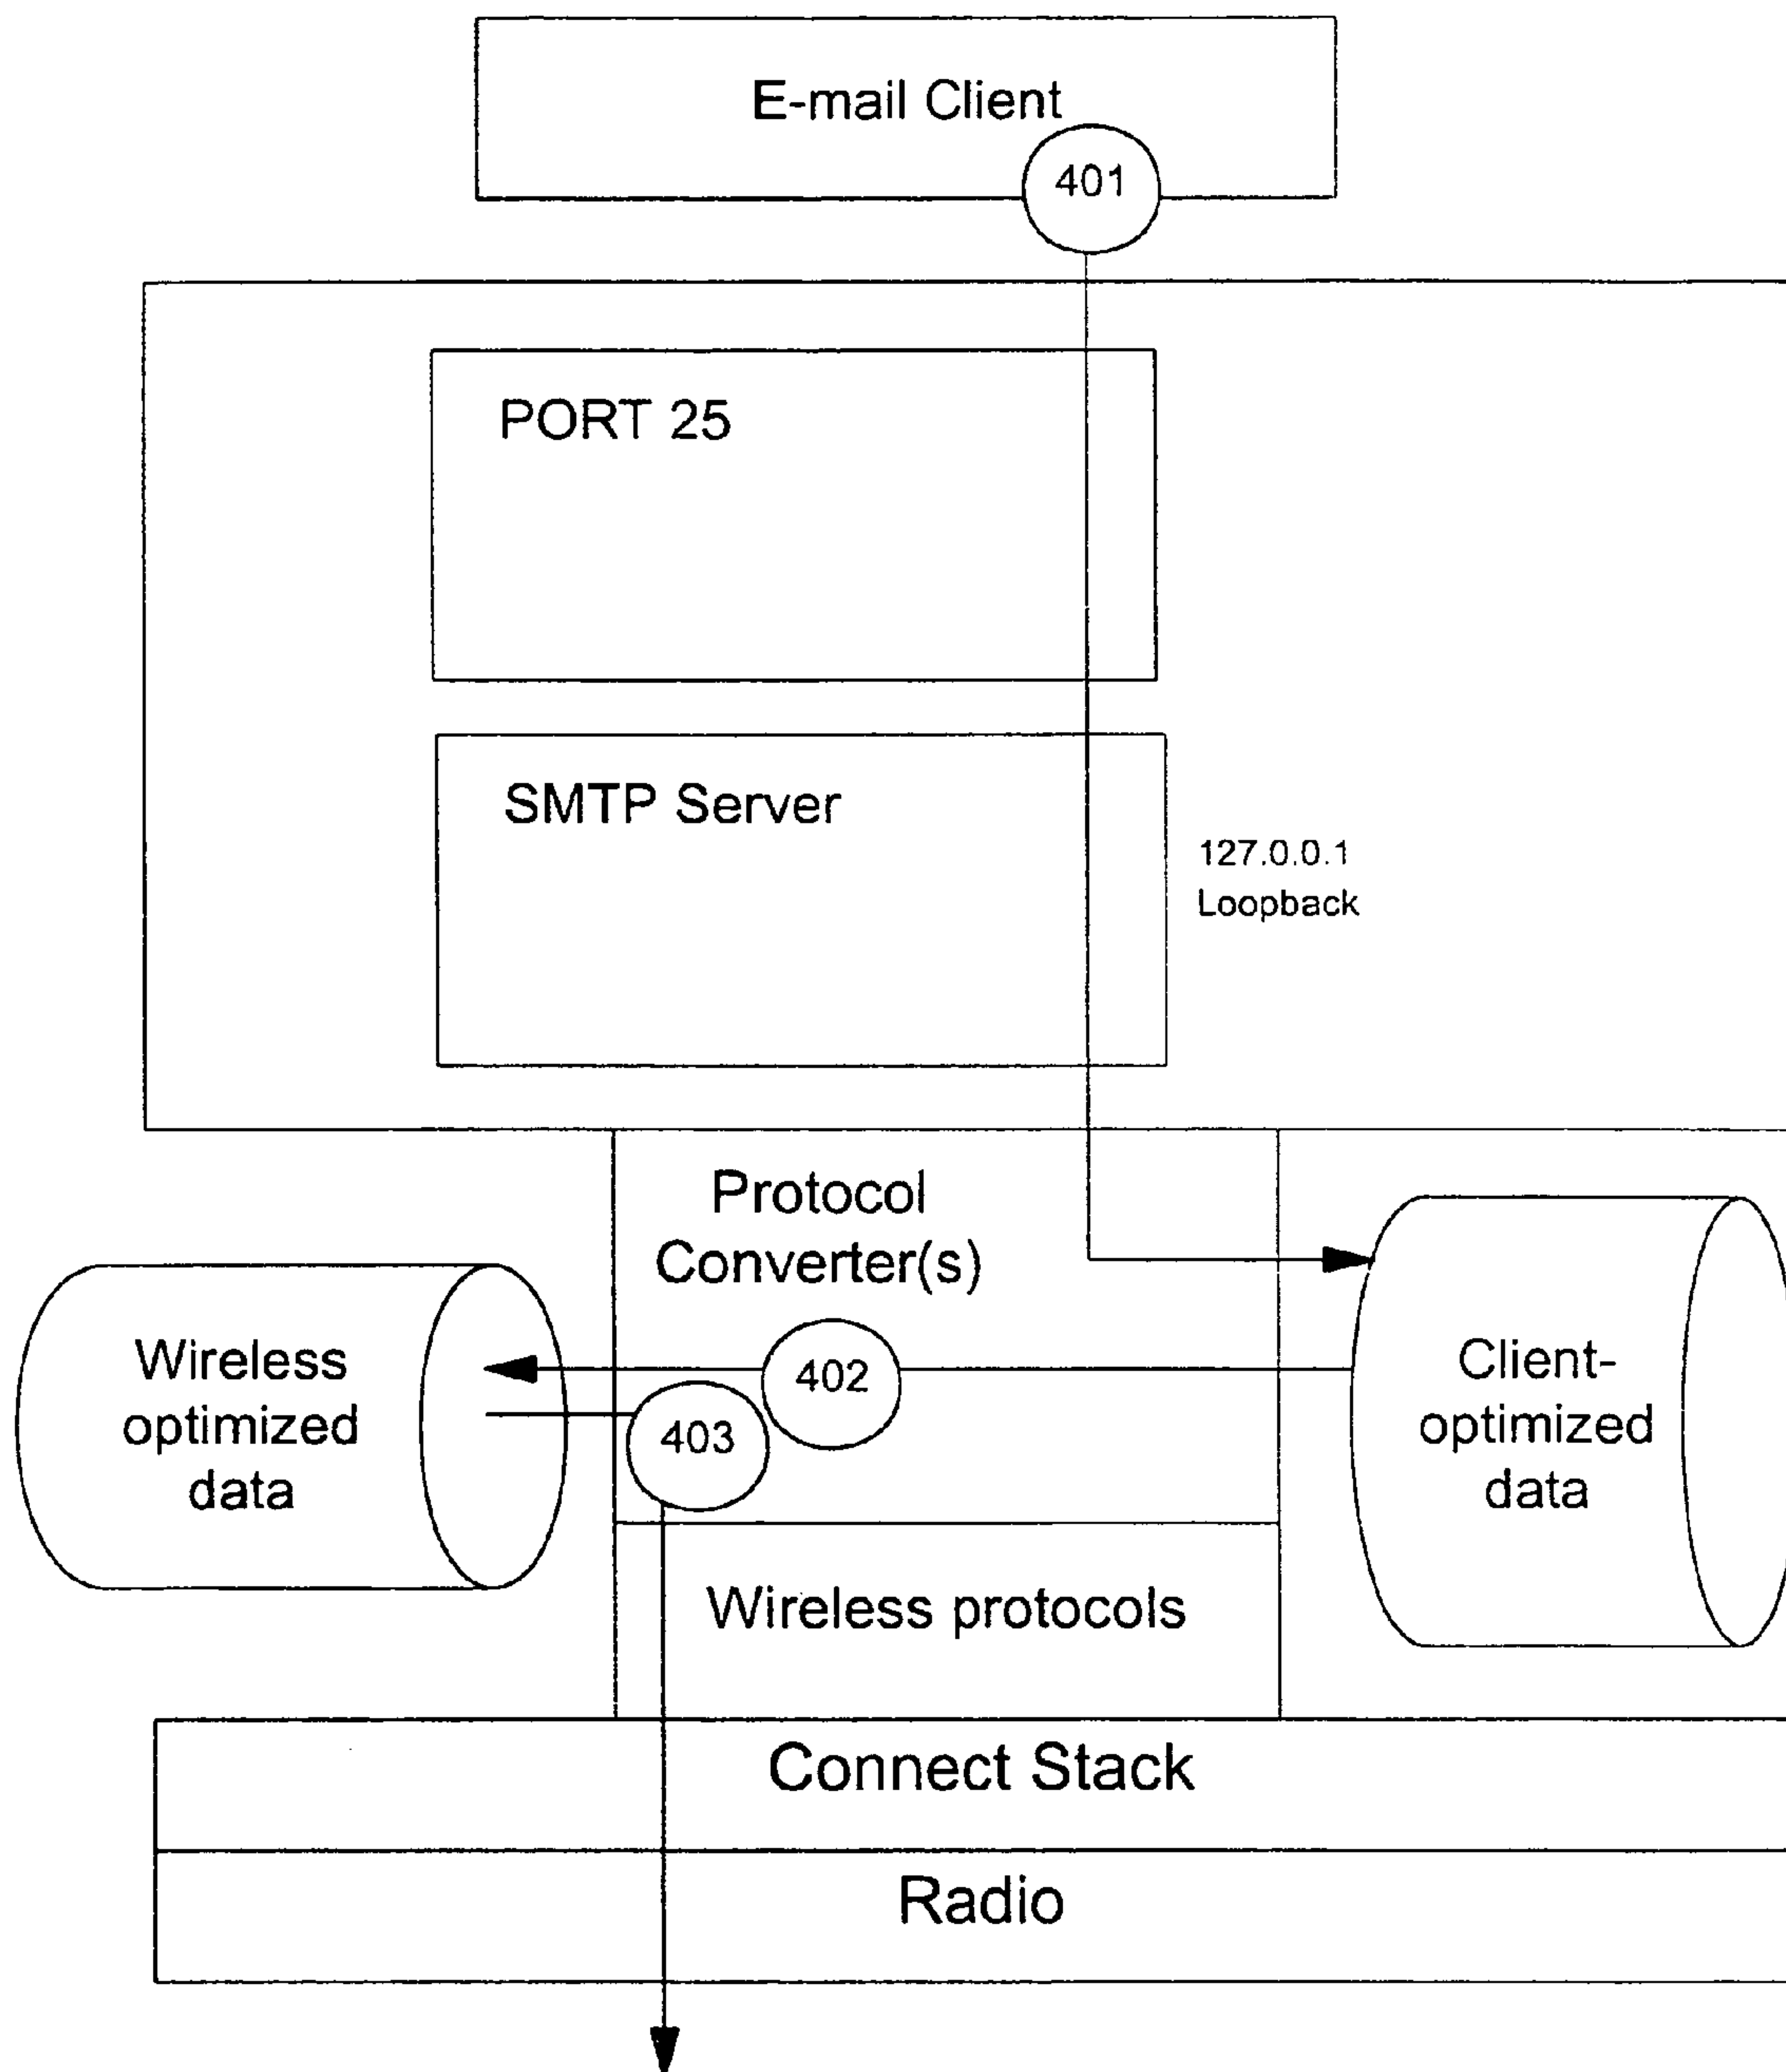 E-mail Client
401
PORT 25
SMTP Server
127.0.0.1
Loopback
Protocol
Converter(s)
Wireless
optimized
data
402
403
Client-
optimized
data
Wireless protocols
Connect Stack
Radio